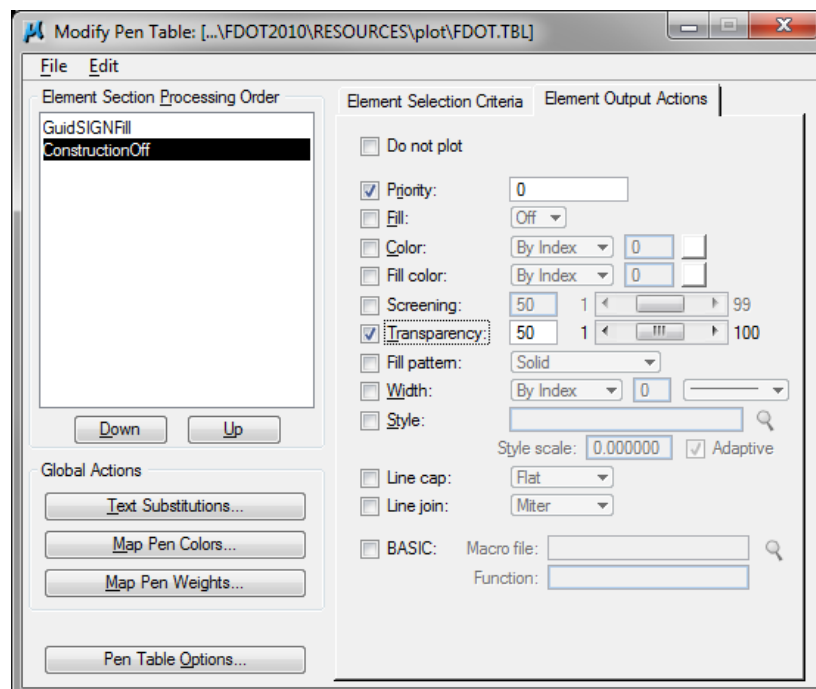 Modify Pen Table: [...\FDOT2010\RESOURCES\plot\FDOT.TBL]
File Edit
Element Section Processing Order
GuidSIGNFill
ConstructionOff
Down Up
Global Actions
Text Substitutions...
Map Pen Colors...
Map Pen Weights...
Pen Table Options...
Element Selection Criteria Element Output Actions
Do not plot
Priority: 0
Fill: Off
Color: By Index 0
Fill color: By Index 0
Screening: 50 1 99
Transparency: 50 1 100
Fill pattern: Solid
Width: By Index 0
Style:
Style scale: 0.000000 Adaptive
Line cap: Flat
Line join: Miter
BASIC: Macro file:
Function: